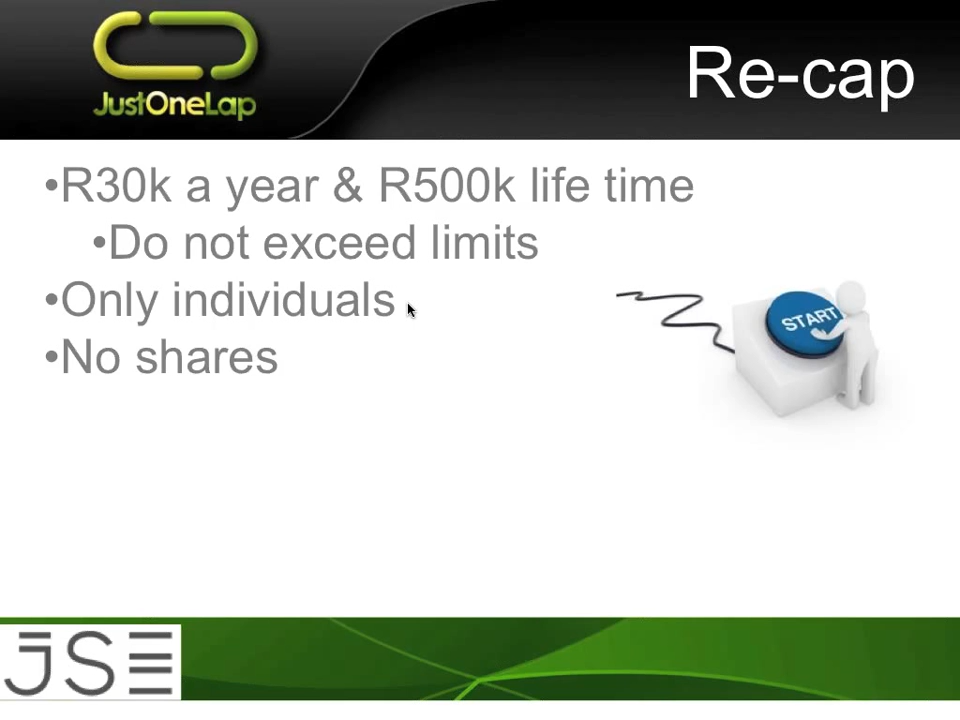 JustOneLap
Re-cap
•R30k a year & R500k life time
•Do not exceed limits
•Only individuals
•No shares
START
JSE